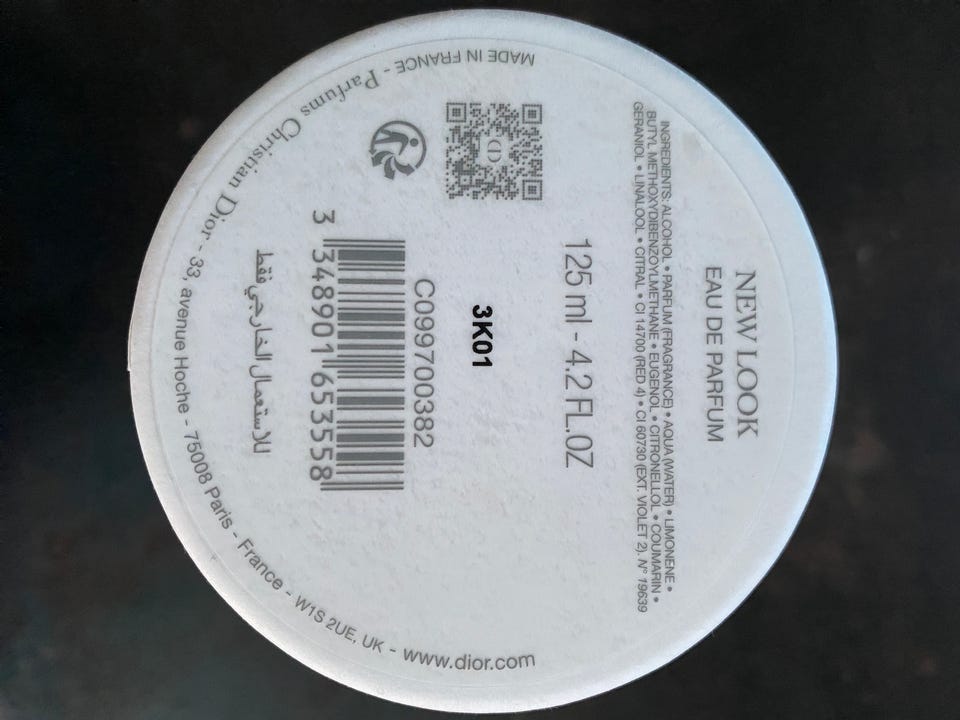 NEW LOOK
EAU DE PARFUM
INGREDIENTS: ALCOHOL • PARFUM (FRAGRANCE) • AQUA (WATER) • LIMONENE •
BUTYL METHOXYDIBENZOYLMETHANE • EUGENOL • CITRONELLOL • COUMARIN •
GERANIOL • LINALOOL • CITRAL • CI 14700 (RED 4) • CI 60730 (EXT. VIOLET 2). N° 19639
125 ml - 4.2 FL.OZ
3K01
C099700382
3 348901 653558
للاستعمال الخارجي فقط
MADE IN FRANCE - Parfums Christian Dior - 33, avenue Hoche - 75008 Paris - France - W1S 2UE, UK - www.dior.com